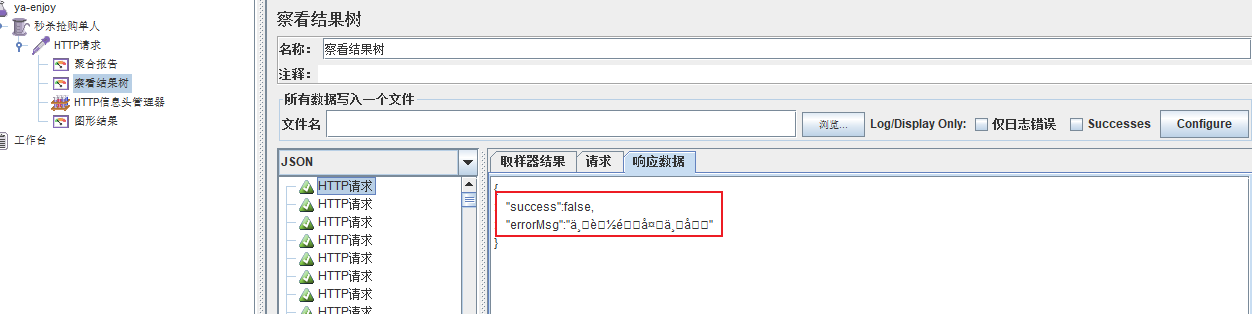 ya-enjoy
秒杀抢购单人
HTTP请求
聚合报告
察看结果树
HTTP信息头管理器
图形结果
工作台
察看结果树
名称： 察看结果树
注释：
所有数据写入一个文件
文件名 浏览... Log/Display Only: 仅日志错误 Successes Configure
JSON
HTTP请求
HTTP请求
HTTP请求
HTTP请求
HTTP请求
HTTP请求
HTTP请求
HTTP请求
取样器结果 请求 响应数据
{
"success":false,
"errorMsg":"
}